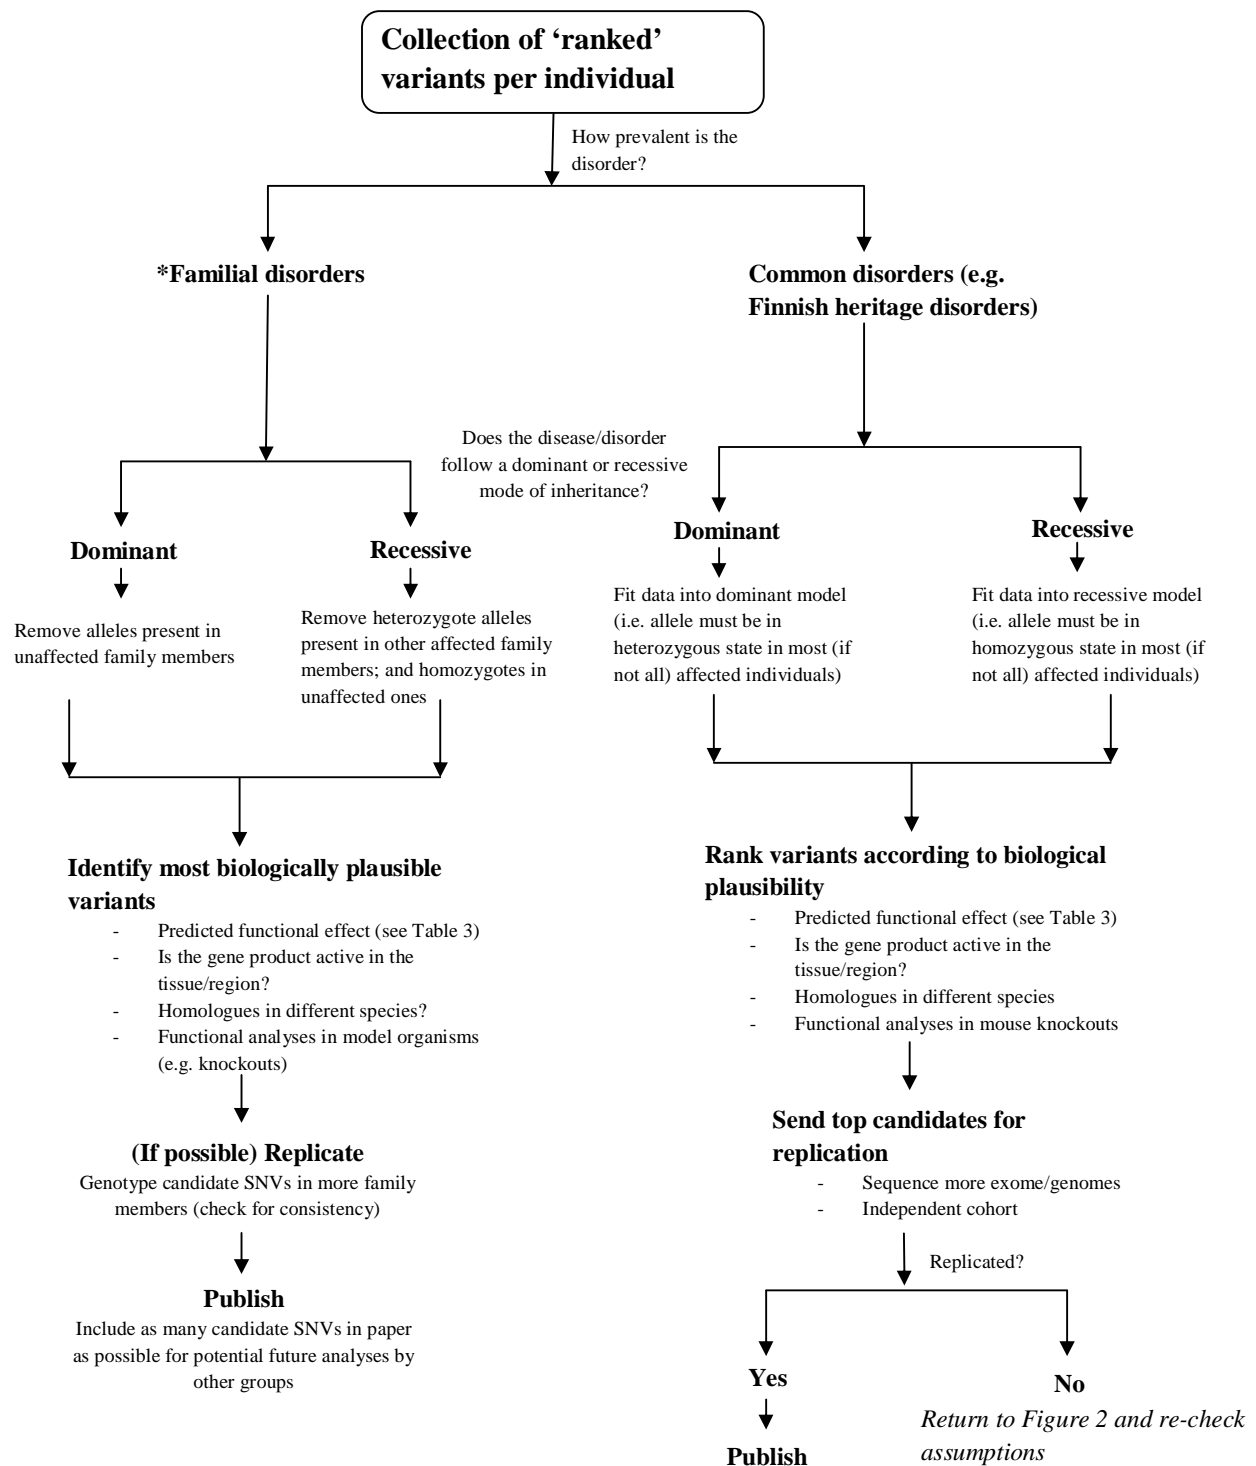 Collection of ‘ranked’
variants per individual
How prevalent is the
disorder?
*Familial disorders
Common disorders (e.g.
Finnish heritage disorders)
Does the disease/disorder
follow a dominant or recessive
mode of inheritance?
Dominant
Remove alleles present in
unaffected family members
Recessive
Remove heterozygote alleles
present in other affected family
members; and homozygotes in
unaffected ones
Dominant
Fit data into dominant model
(i.e. allele must be in
heterozygous state in most (if
not all) affected individuals)
Recessive
Fit data into recessive model
(i.e. allele must be in
homozygous state in most (if
not all) affected individuals)
Identify most biologically plausible
variants
- Predicted functional effect (see Table 3)
- Is the gene product active in the
tissue/region?
- Homologues in different species?
- Functional analyses in model organisms
(e.g. knockouts)
(If possible) Replicate
Genotype candidate SNVs in more family
members (check for consistency)
Publish
Include as many candidate SNVs in paper
as possible for potential future analyses by
other groups
Rank variants according to biological
plausibility
- Predicted functional effect (see Table 3)
- Is the gene product active in the
tissue/region?
- Homologues in different species
- Functional analyses in mouse knockouts
Send top candidates for
replication
- Sequence more exome/genomes
- Independent cohort
Replicated?
Yes
Publish
No
Return to Figure 2 and re-check
assumptions